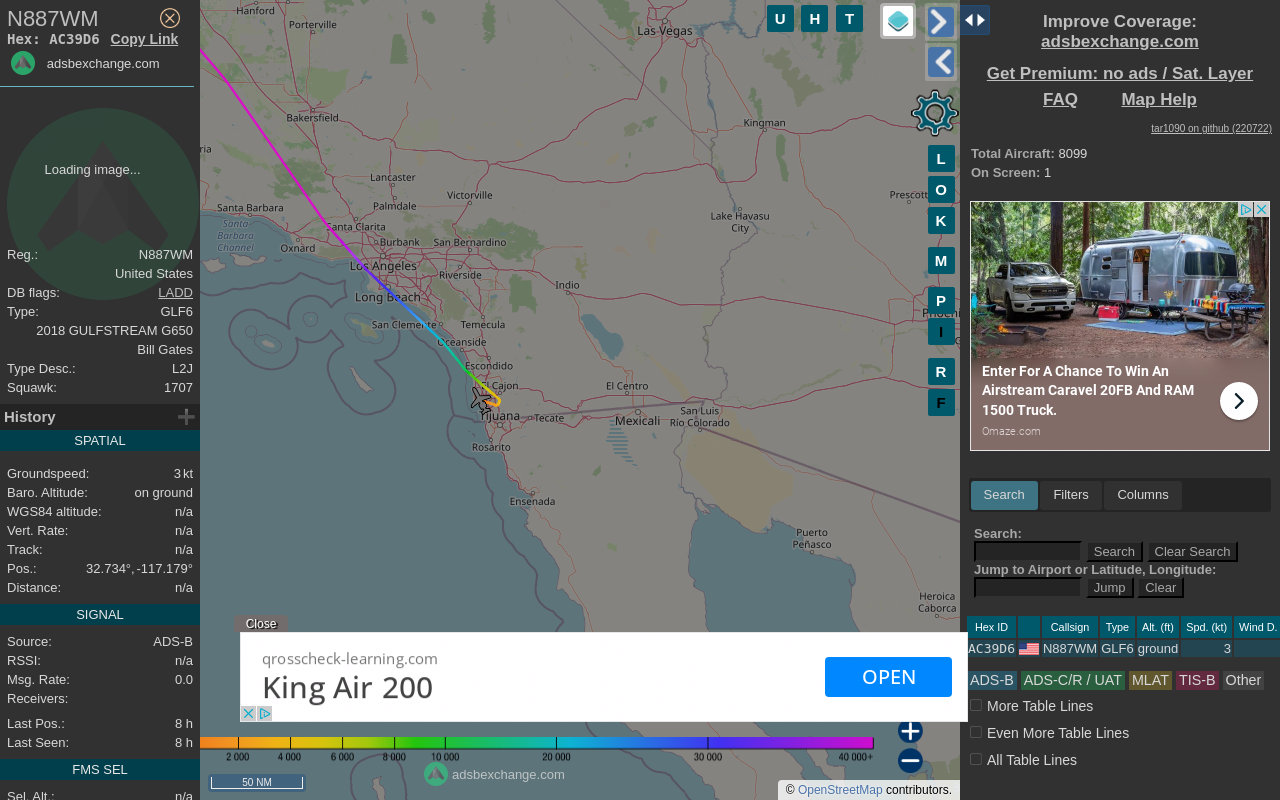 N887WM
Hex: AC39D6 Copy Link
adsbexchange.com
Loading image...
Reg.: N887WM
United States
DB flags: LADD
Type: GLF6
2018 GULFSTREAM G650
Bill Gates
Type Desc.: L2J
Squawk: 1707
History
SPATIAL
Groundspeed: 3 kt
Baro. Altitude: on ground
WGS84 altitude: n/a
Vert. Rate: n/a
Track: n/a
Pos.: 32.734°, -117.179°
Distance: n/a
SIGNAL
Source: ADS-B
RSSI: n/a
Msg. Rate: 0.0
Receivers:
Last Pos.: 8 h
Last Seen: 8 h
FMS SEL
Sel. Alt.: n/a
Hanford
Porterville
Las Vegas
Bakersfield
Kingman
ria
Lancaster
Palmdale
Victorville
Prescott
Santa Barbara
Santa Clarita
Lake Havasu
City
Santa-
Barbara
Channel
Oxnard
Burbank
San Bernardino
Los Angeles
Riverside
Indio
Long Beach
San Clemente
Temecula
Oceanside
Escondido
El Cajon
El Centro
Tijuana
Tecate
Mexicali
San Luis
Río Colorado
Rosarito
Ensenada
Puerto
Peñasco
Heroica
Caborca
U H T
L
O
K
M
P
I
R
F
Close
qrosscheck-learning.com
King Air 200
OPEN
2 000 4 000 6 000 8 000 10 000 20 000 30 000 40 000+
adsbexchange.com
50 NM
© OpenStreetMap contributors.
Improve Coverage:
adsbexchange.com
Get Premium: no ads / Sat. Layer
FAQ Map Help
tar1090 on github (220722)
Total Aircraft: 8099
On Screen: 1
Enter For A Chance To Win An
Airstream Caravel 20FB And RAM
1500 Truck.
Omaze.com
Search Filters Columns
Search:
Search Clear Search
Jump to Airport or Latitude, Longitude:
Jump Clear
Hex ID Callsign Type Alt. (ft) Spd. (kt) Wind D.
AC39D6 N887WM GLF6 ground 3
ADS-B ADS-C/R / UAT MLAT TIS-B Other
More Table Lines
Even More Table Lines
All Table Lines